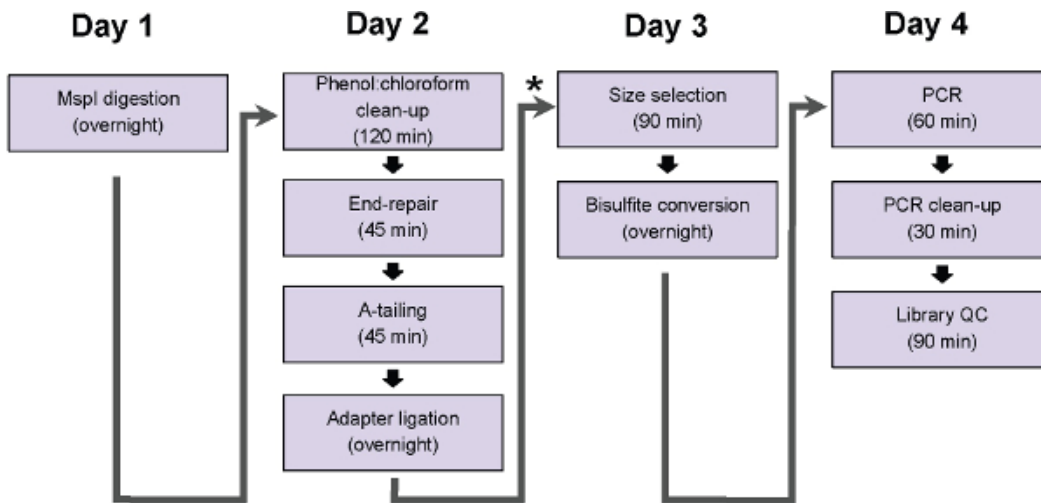 Day 1
MspI digestion
(overnight)
Day 2
Phenol:chloroform
clean-up
(120 min)
End-repair
(45 min)
A-tailing
(45 min)
Adapter ligation
(overnight)
*
Day 3
Size selection
(90 min)
Bisulfite conversion
(overnight)
Day 4
PCR
(60 min)
PCR clean-up
(30 min)
Library QC
(90 min)